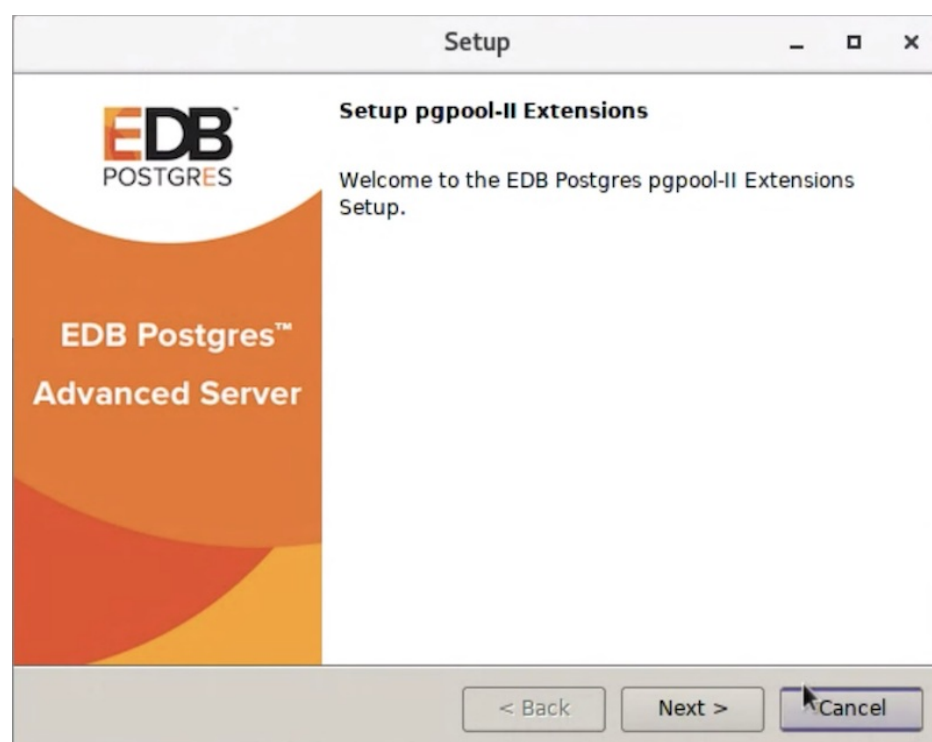 Setup
EDB™
POSTGRES
EDB Postgres™
Advanced Server
Setup pgpool-II Extensions
Welcome to the EDB Postgres pgpool-II Extensions
Setup.
< Back
Next >
Cancel